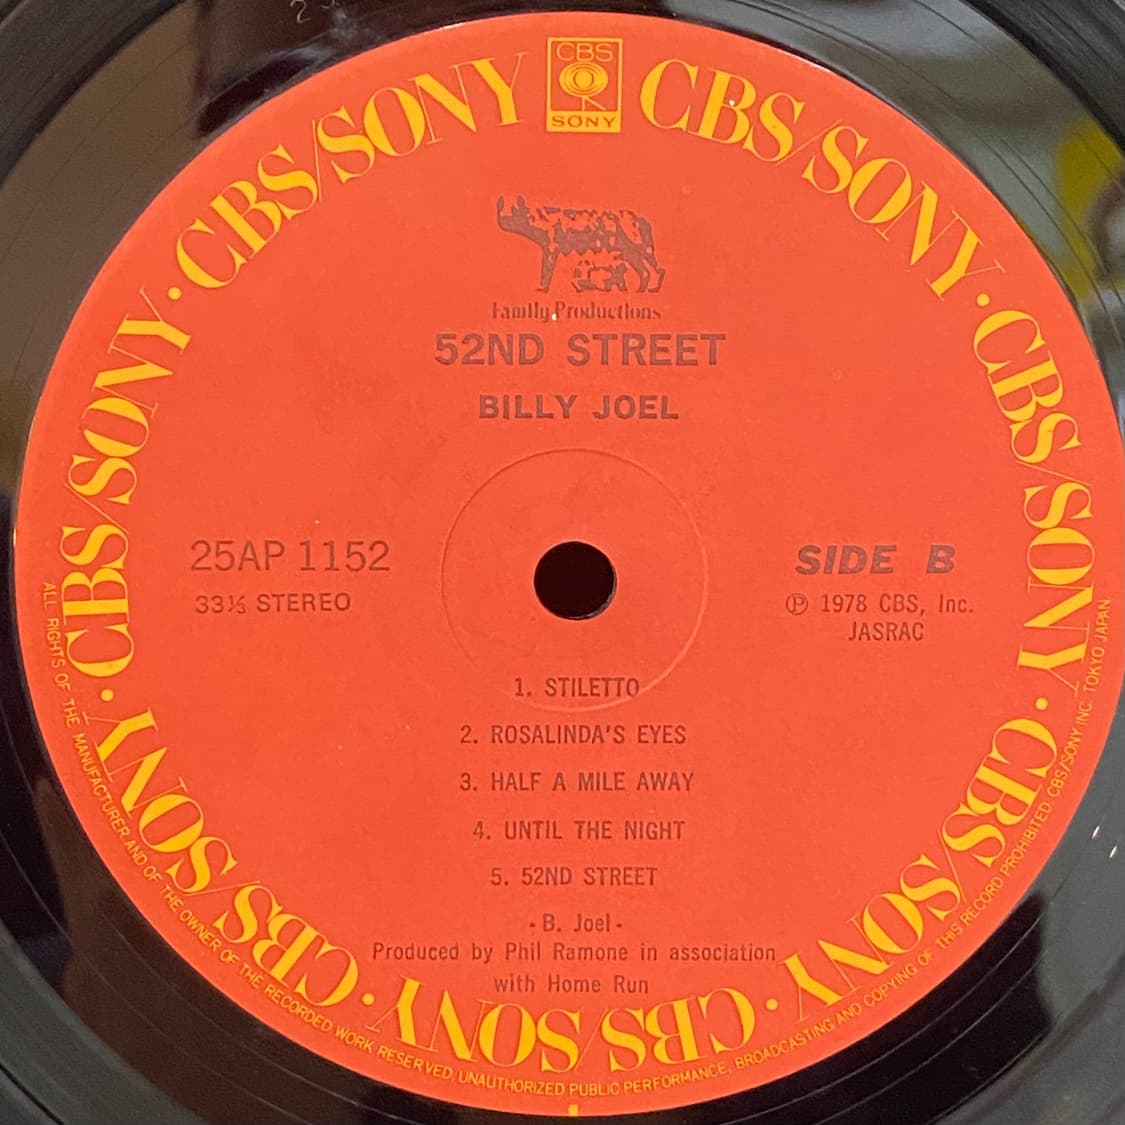 CBS
SONY
CBS/SONY · CBS/SONY · CBS/SONY · CBS/SONY · CBS/SONY · CBS/SONY · CBS/SONY · CBS/SONY
Family Productions
52ND STREET
BILLY JOEL
25AP 1152
33⅓ STEREO
SIDE B
Ⓟ 1978 CBS, Inc.
JASRAC
1. STILETTO
2. ROSALINDA'S EYES
3. HALF A MILE AWAY
4. UNTIL THE NIGHT
5. 52ND STREET
- B. Joel -
Produced by Phil Ramone in association
with Home Run
ALL RIGHTS OF THE MANUFACTURER AND OF THE OWNER OF THE RECORDED WORK RESERVED, UNAUTHORIZED PUBLIC PERFORMANCE, BROADCASTING AND COPYING OF THIS RECORD PROHIBITED. CBS/SONY INC. TOKYO JAPAN